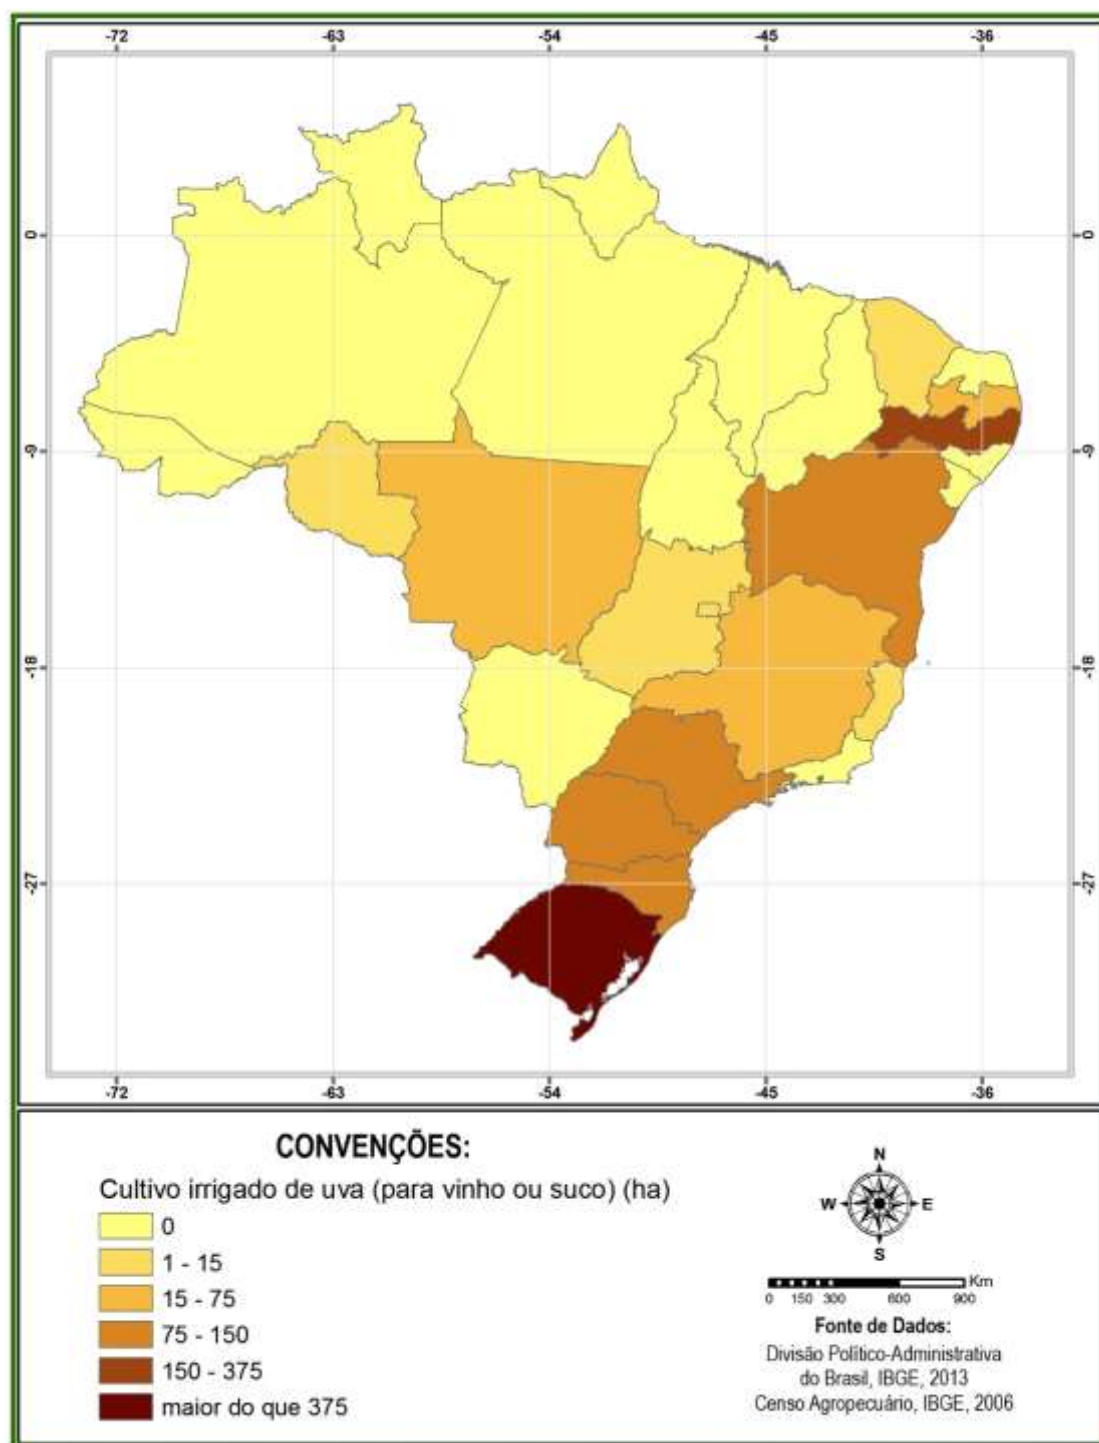 -72 -63 -54 -45 -36
0 0
-9 -9
-18 -18
-27 -27
-72 -63 -54 -45 -36
CONVENÇÕES:
Cultivo irrigado de uva (para vinho ou suco) (ha)
0
1 - 15
15 - 75
75 - 150
150 - 375
maior do que 375
N
W E
S
Km
0 150 300 600 900
Fonte de Dados:
Divisão Político-Administrativa
do Brasil, IBGE, 2013
Censo Agropecuário, IBGE, 2006